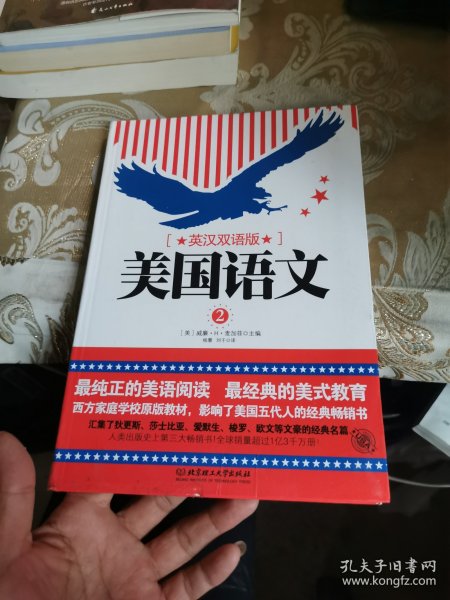 [★英汉双语版★]
美国语文
2
[美]威廉·H·麦加菲◎主编
最纯正的美语阅读 最经典的美式教育
西方家庭学校原版教材，影响了美国五代人的经典畅销书
汇集了狄更斯、莎士比亚、爱默生、梭罗、欧文等文豪的经典名篇
人类出版史上第三大畅销书！全球销量超过1亿3千万册！
北京理工大学出版社
BEIJING INSTITUTE OF TECHNOLOGY PRESS
孔夫子旧书网
www.kongfz.com